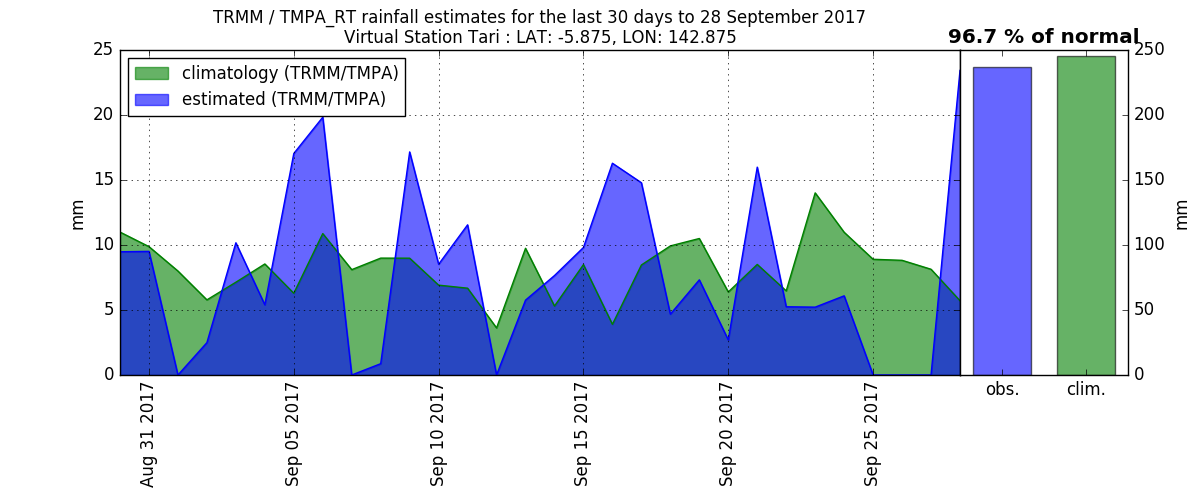 TRMM / TMPA_RT rainfall estimates for the last 30 days to 28 September 2017
Virtual Station Tari : LAT: -5.875, LON: 142.875
96.7 % of normal
climatology (TRMM/TMPA)
estimated (TRMM/TMPA)
25
20
15
10
5
0
mm
250
200
150
100
50
0
mm
Aug 31 2017
Sep 05 2017
Sep 10 2017
Sep 15 2017
Sep 20 2017
Sep 25 2017
obs.
clim.